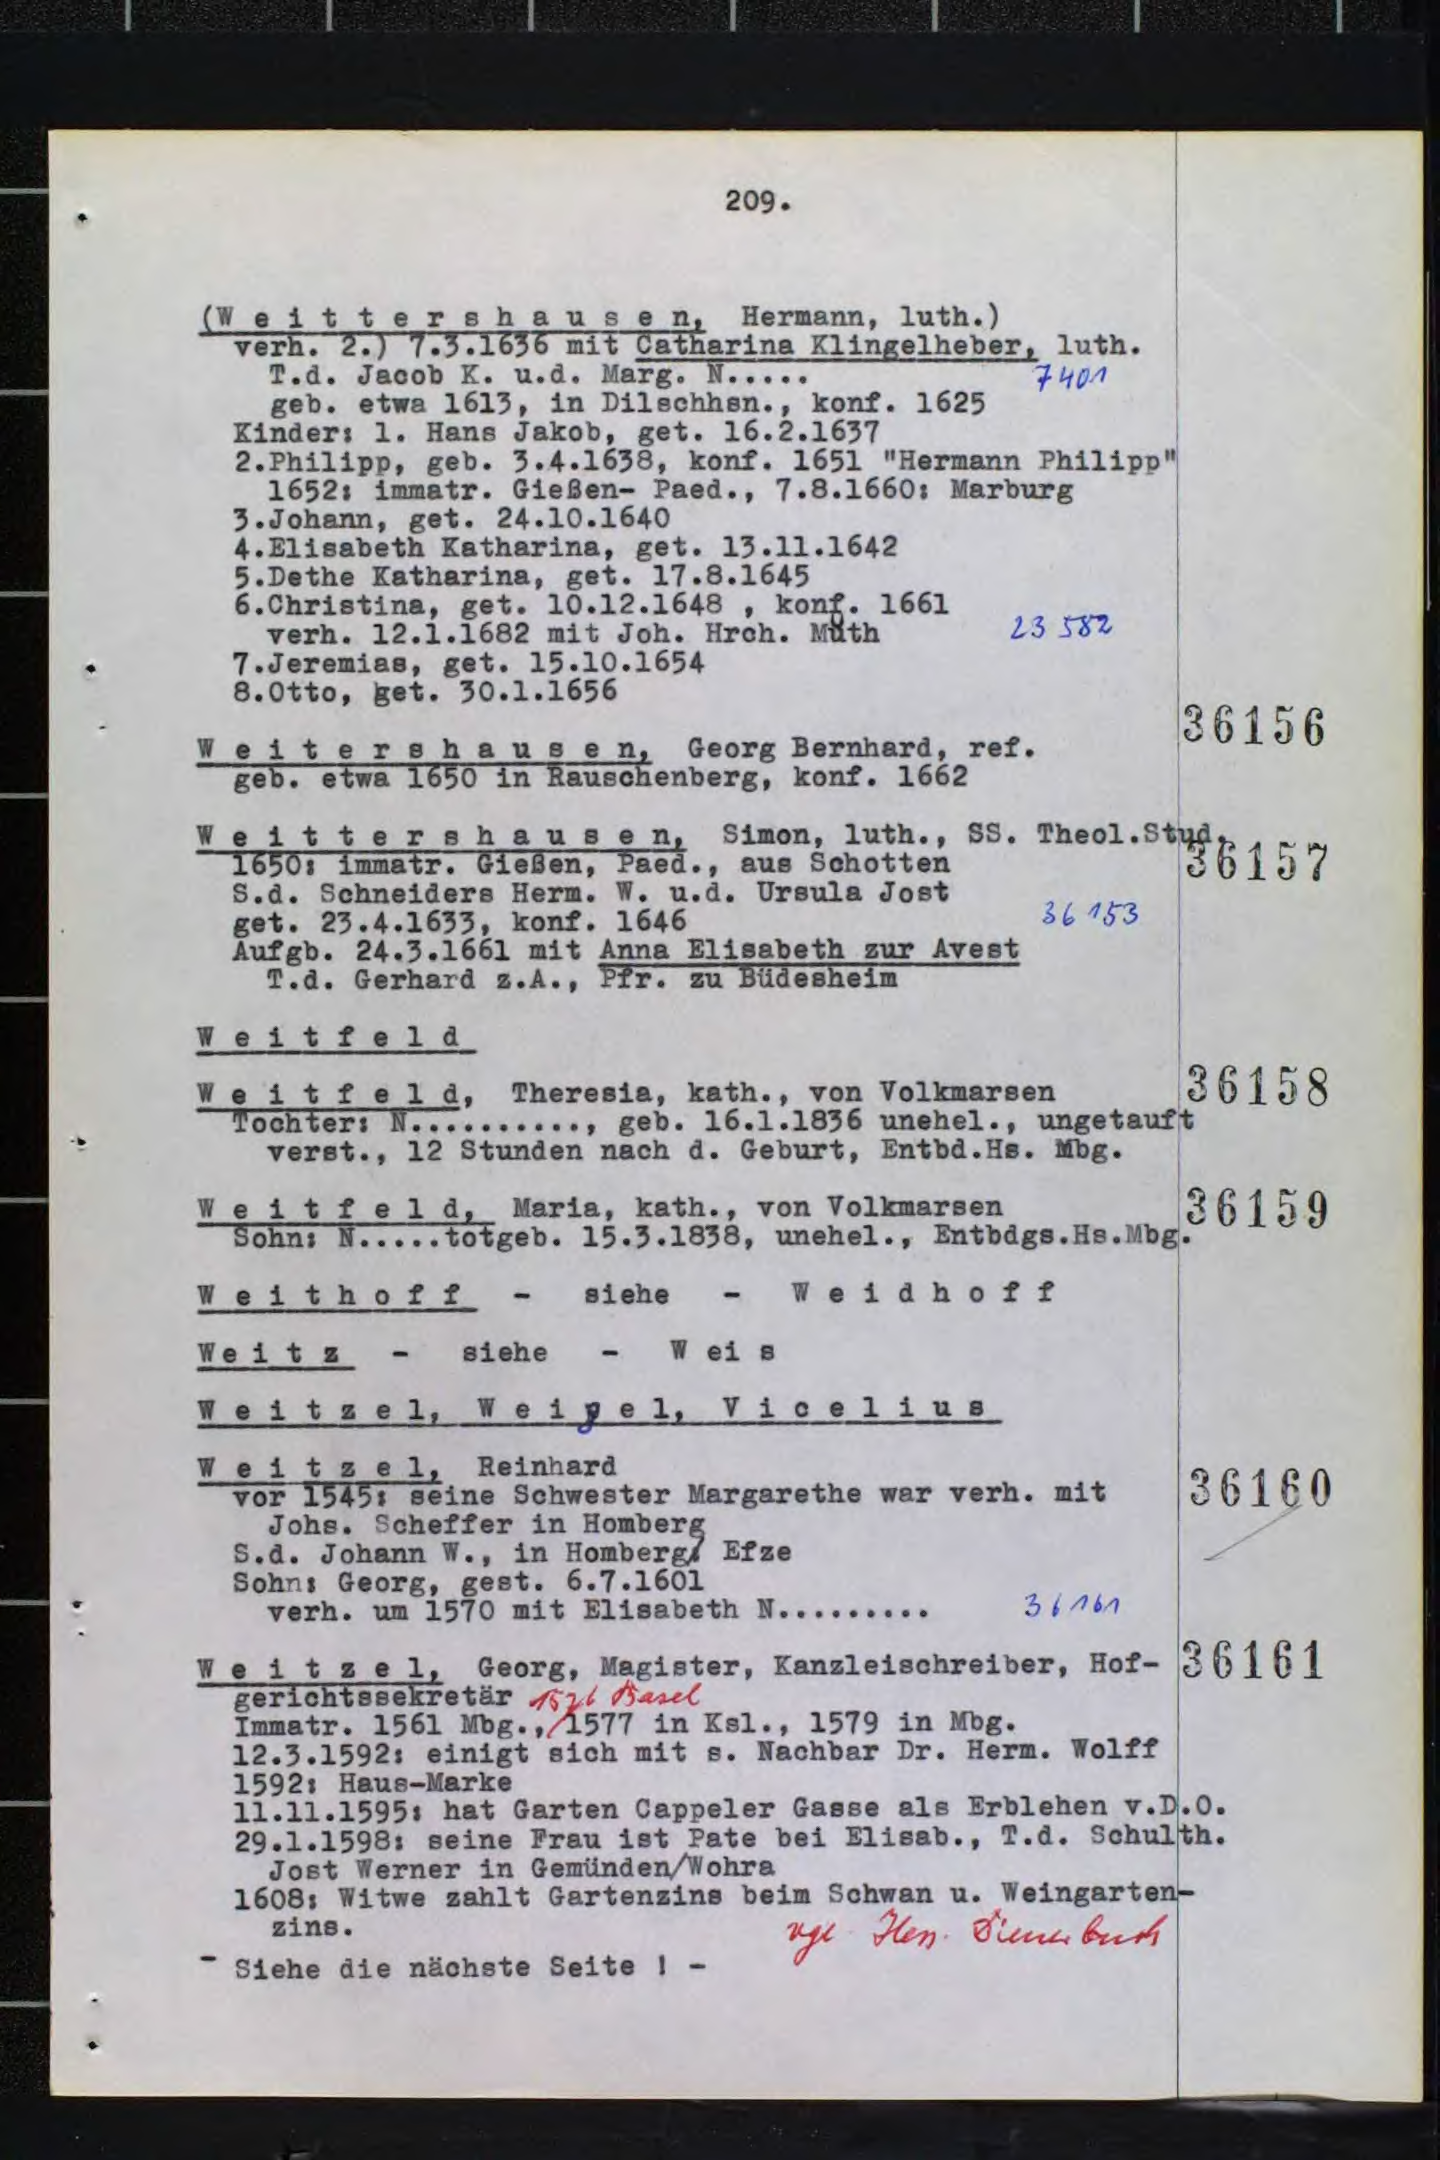 209.
(W e i t t e r s h a u s e n, Hermann, luth.)
verh. 2.) 7.3.1636 mit Catharina Klingelheber, luth.
T.d. Jacob K. u.d. Marg. N..... 7401
geb. etwa 1613, in Dilschhsn., konf. 1625
Kinder: 1. Hans Jakob, get. 16.2.1637
2.Philipp, geb. 3.4.1638, konf. 1651 "Hermann Philipp"
1652: immatr. Gießen- Paed., 7.8.1660: Marburg
3.Johann, get. 24.10.1640
4.Elisabeth Katharina, get. 13.11.1642
5.Dethe Katharina, get. 17.8.1645
6.Christina, get. 10.12.1648 , konf. 1661
verh. 12.1.1682 mit Joh. Hrch. Muth 23 582
7.Jeremias, get. 15.10.1654
8.Otto, get. 30.1.1656
36156
W e i t e r s h a u s e n, Georg Bernhard, ref.
geb. etwa 1650 in Rauschenberg, konf. 1662
W e i t t e r s h a u s e n, Simon, luth., SS. Theol.Stud.
36157
1650: immatr. Gießen, Paed., aus Schotten
S.d. Schneiders Herm. W. u.d. Ursula Jost
get. 23.4.1633, konf. 1646 36 153
Aufgb. 24.3.1661 mit Anna Elisabeth zur Avest
T.d. Gerhard z.A., Pfr. zu Büdesheim
W e i t f e l d
W e i t f e l d, Theresia, kath., von Volkmarsen 36158
Tochter: N.........., geb. 16.1.1836 unehel., ungetauft
verst., 12 Stunden nach d. Geburt, Entbd.Hs. Mbg.
W e i t f e l d, Maria, kath., von Volkmarsen 36159
Sohn: N.....totgeb. 15.3.1838, unehel., Entbdgs.Hs.Mbg.
W e i t h o f f - siehe - W e i d h o f f
W e i t z - siehe - W ei s
W e i t z e l, W e i g e l, V i c e l i u s
W e i t z e l, Reinhard 36160
vor 1545: seine Schwester Margarethe war verh. mit
Johs. Scheffer in Homberg
S.d. Johann W., in Homberg/ Efze
Sohn: Georg, gest. 6.7.1601
verh. um 1570 mit Elisabeth N......... 36161
W e i t z e l, Georg, Magister, Kanzleischreiber, Hof- 36161
gerichtssekretär 1576 Basel
Immatr. 1561 Mbg.,/1577 in Ksl., 1579 in Mbg.
12.3.1592: einigt sich mit s. Nachbar Dr. Herm. Wolff
1592: Haus-Marke
11.11.1595: hat Garten Cappeler Gasse als Erblehen v.D.O.
29.1.1598: seine Frau ist Pate bei Elisab., T.d. Schulth.
Jost Werner in Gemünden/Wohra
1608: Witwe zahlt Gartenzins beim Schwan u. Weingarten-
zins. vgl. Hess. Dienerbuch
- Siehe die nächste Seite ! -